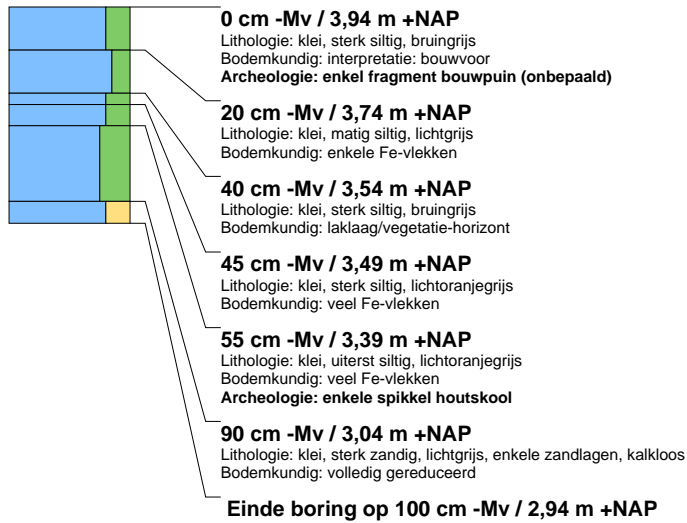 0 cm -Mv / 3,94 m +NAP
Lithologie: klei, sterk siltig, bruingrijs
Bodemkundig: interpretatie: bouwvoor
Archeologie: enkel fragment bouwpuin (onbepaald)
20 cm -Mv / 3,74 m +NAP
Lithologie: klei, matig siltig, lichtgrijs
Bodemkundig: enkele Fe-vlekken
40 cm -Mv / 3,54 m +NAP
Lithologie: klei, sterk siltig, bruingrijs
Bodemkundig: laklaag/vegetatie-horizont
45 cm -Mv / 3,49 m +NAP
Lithologie: klei, sterk siltig, lichtoranjegrijs
Bodemkundig: veel Fe-vlekken
55 cm -Mv / 3,39 m +NAP
Lithologie: klei, uiterst siltig, lichtoranjegrijs
Bodemkundig: veel Fe-vlekken
Archeologie: enkele spikkel houtskool
90 cm -Mv / 3,04 m +NAP
Lithologie: klei, sterk zandig, lichtgrijs, enkele zandlagen, kalkloos
Bodemkundig: volledig gereduceerd
Einde boring op 100 cm -Mv / 2,94 m +NAP